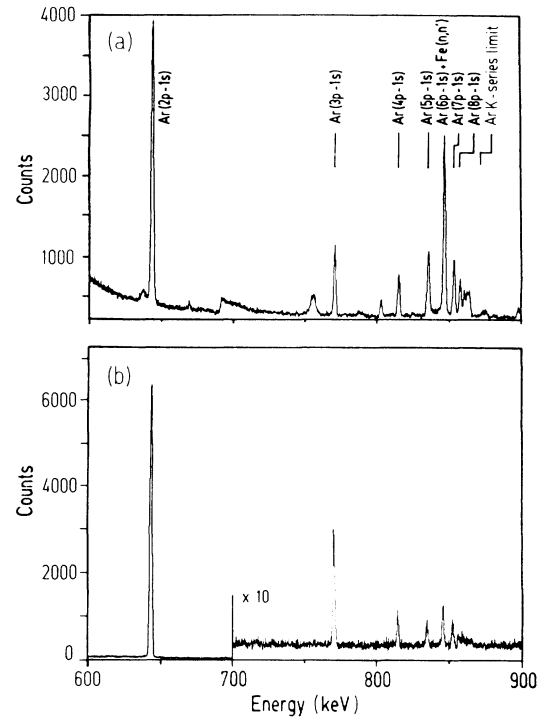 (a)
4000
3000
2000
1000
Counts
Ar (2p - 1s)
Ar (3p - 1s)
Ar (4p - 1s)
Ar (5p - 1s)
Ar (6p - 1s) + Fe (n,n')
Ar (7p - 1s)
Ar (8p - 1s)
Ar K - series limit
(b)
6000
4000
2000
0
Counts
x 10
600
700
800
900
Energy (keV)